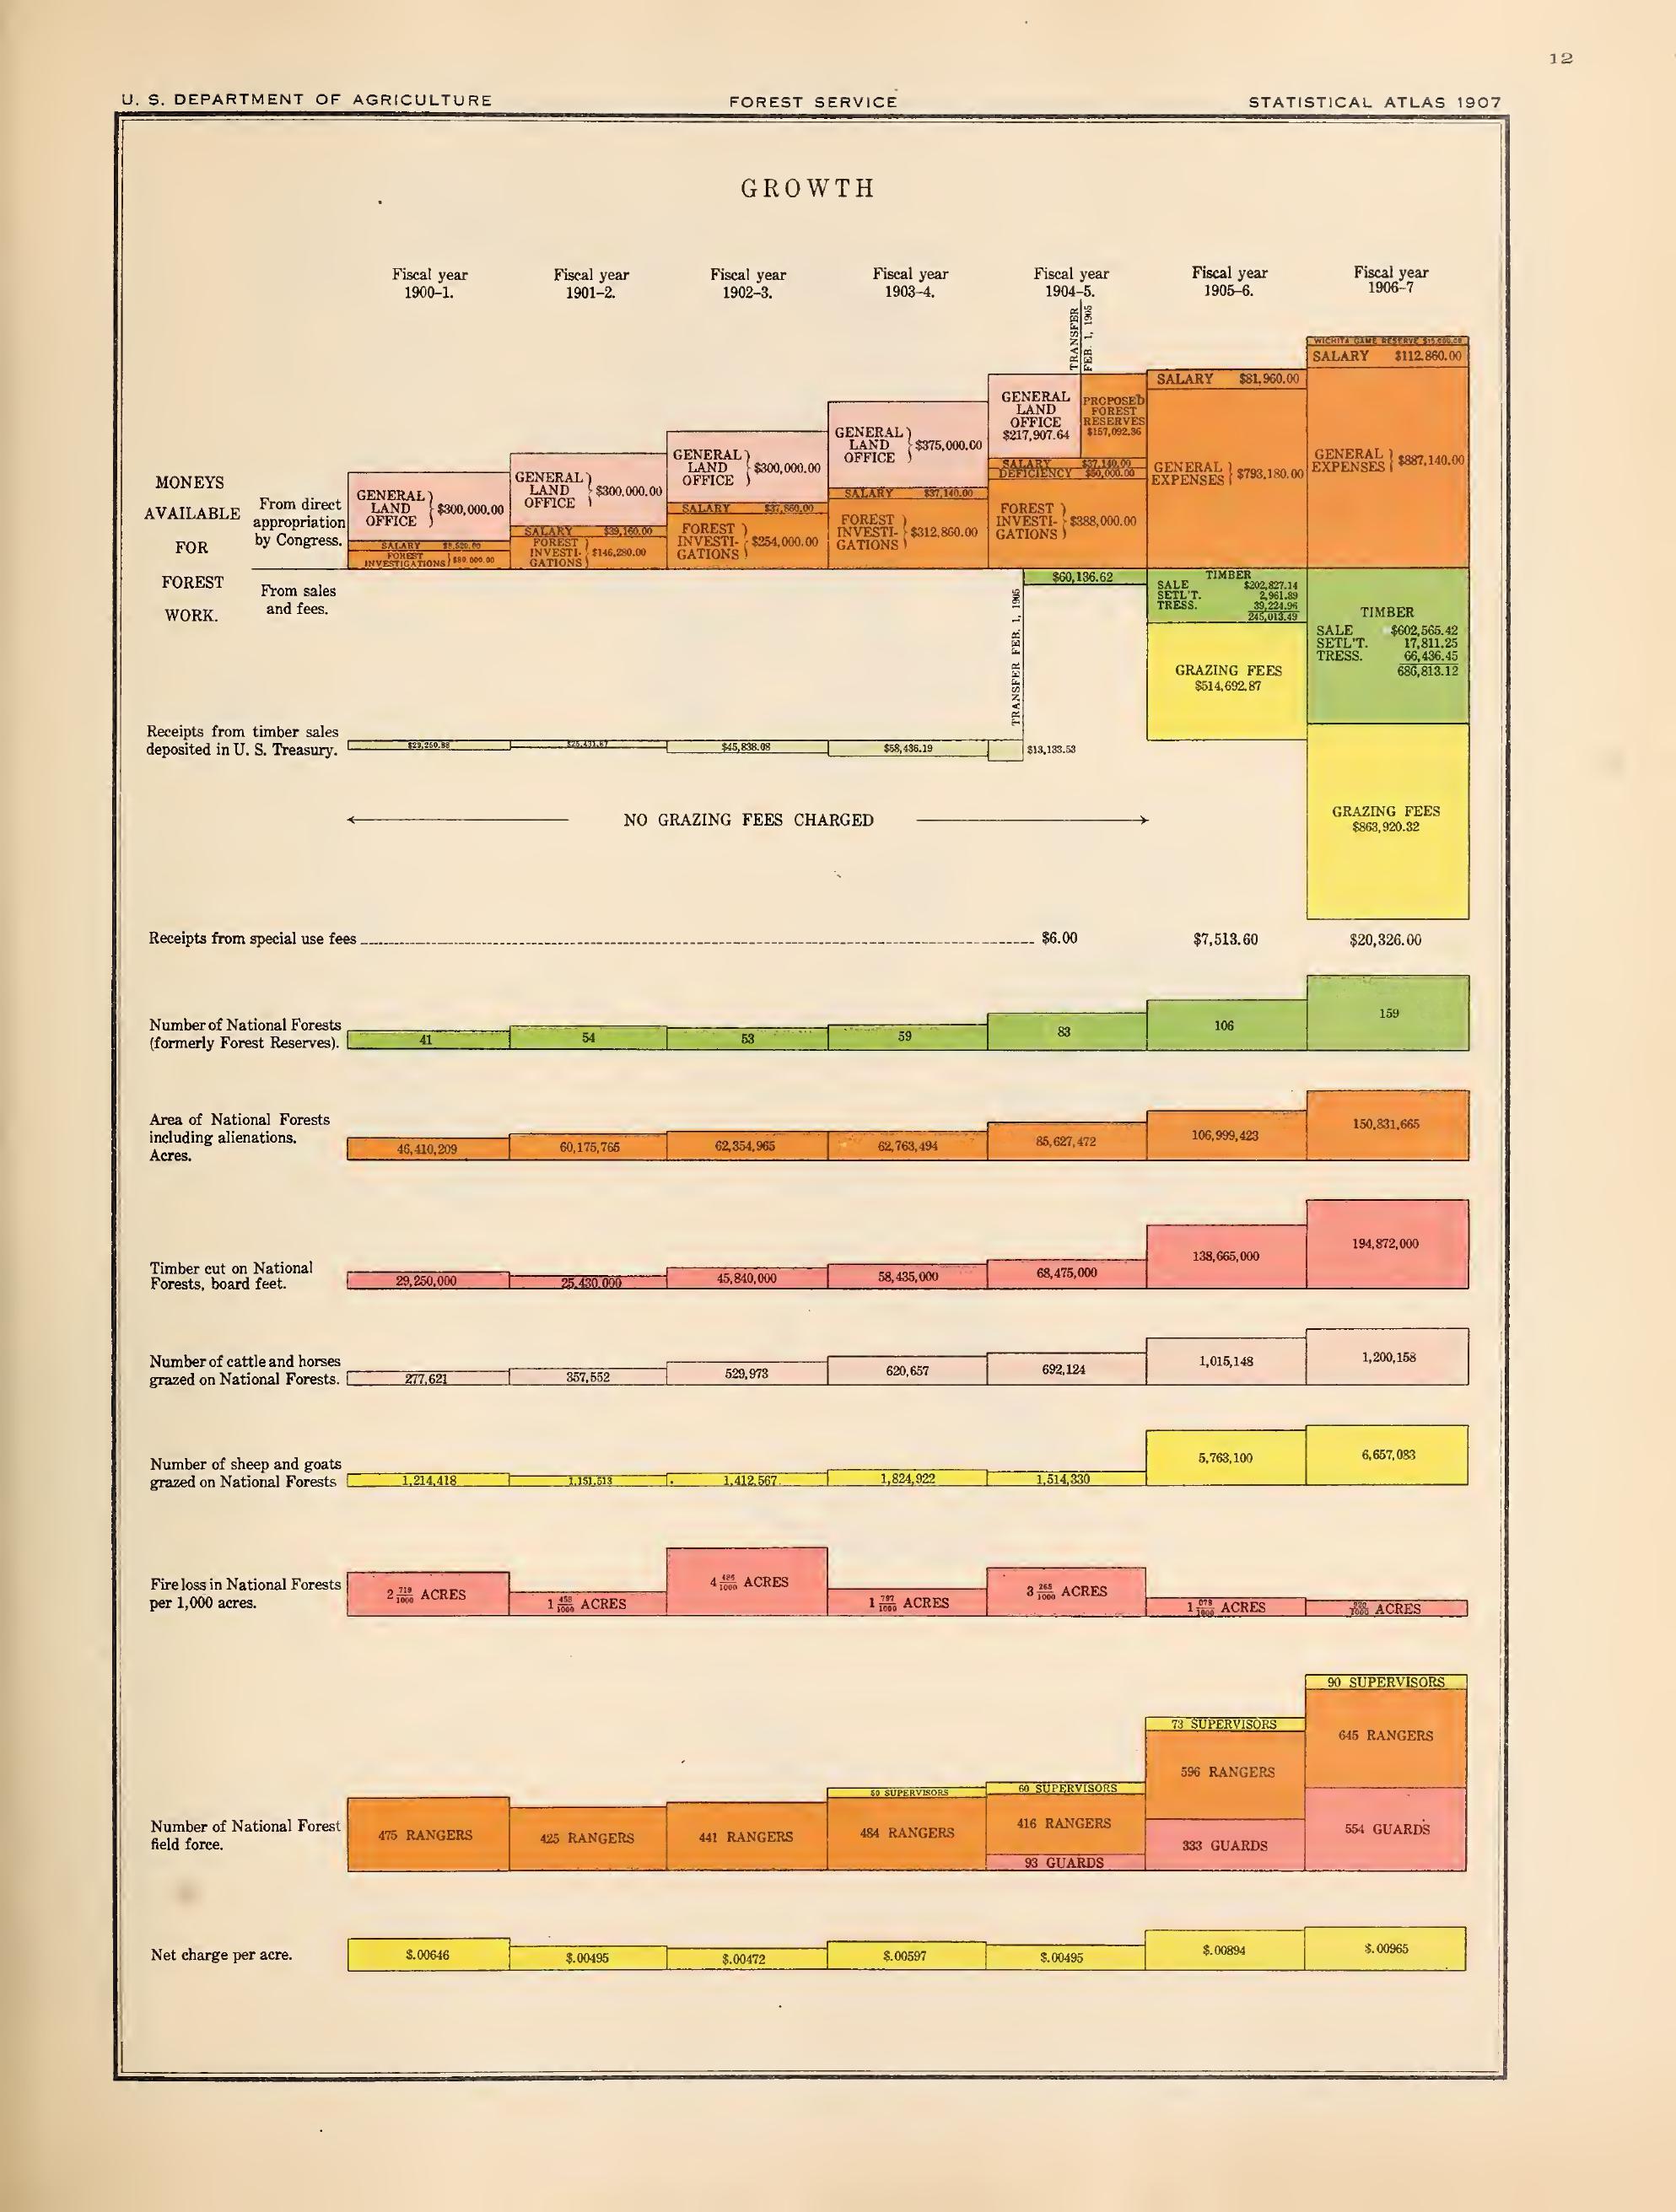 12
U. S. DEPARTMENT OF AGRICULTURE FOREST SERVICE STATISTICAL ATLAS 1907
GROWTH
Fiscal year 1900-1. Fiscal year 1901-2. Fiscal year 1902-3. Fiscal year 1903-4. Fiscal year 1904-5. Fiscal year 1905-6. Fiscal year 1906-7
TRANSFER
FEB. 1, 1905
MONEYS
AVAILABLE
FOR
FOREST
WORK.
From direct
appropriation
by Congress.
GENERAL
LAND
OFFICE
$300,000.00
SALARY
FOREST
INVESTIGATIONS $80,000.00
GENERAL
LAND
OFFICE
$300,000.00
SALARY $39,160.00
FOREST
INVESTI-
GATIONS
$146,280.00
GENERAL
LAND
OFFICE
$300,000.00
SALARY $37,860.00
FOREST
INVESTI-
GATIONS
$254,000.00
GENERAL
LAND
OFFICE
$375,000.00
SALARY $37,140.00
FOREST
INVESTI-
GATIONS
$312,860.00
GENERAL
LAND
OFFICE
$217,907.64
PROPOSED
FOREST
RESERVES
$157,092.36
SALARY $37,140.00
DEFICIENCY $50,000.00
FOREST
INVESTI-
GATIONS
$388,000.00
SALARY $81,960.00
GENERAL
EXPENSES
$793,180.00
WICHITA GAME RESERVE $15,000.00
SALARY $112.860.00
GENERAL
EXPENSES
$887,140.00
From sales
and fees.
TRANSFER FEB. 1, 1905
$60,136.62
TIMBER
SALE $202,827.14
SETL'T. 2,961.39
TRESS. 39,224.96
245,013.49
GRAZING FEES
$514,692.87
TIMBER
SALE $602,565.42
SETL'T. 17,811.25
TRESS. 66,436.45
686,813.12
GRAZING FEES
$863,920.32
Receipts from timber sales
deposited in U. S. Treasury.
$29,250.88 $25,431.87 $45,838.08 $58,436.19 $13,133.53
NO GRAZING FEES CHARGED
Receipts from special use fees $6.00 $7,513.60 $20,326.00
Number of National Forests
(formerly Forest Reserves).
41 54 53 59 83 106 159
Area of National Forests
including alienations.
Acres.
46,410,209 60,175,765 62,354,965 62,763,494 85,627,472 106,999,423 150,831,665
Timber cut on National
Forests, board feet.
29,250,000 25,430,000 45,840,000 58,435,000 68,475,000 138,665,000 194,872,000
Number of cattle and horses
grazed on National Forests.
277,621 357,552 529,973 620,657 692,124 1,015,148 1,200,158
Number of sheep and goats
grazed on National Forests
1,214,418 1,151,513 1,412,567 1,824,922 1,514,330 5,763,100 6,657,083
Fire loss in National Forests
per 1,000 acres.
2 719/1000 ACRES 1 458/1000 ACRES 4 486/1000 ACRES 1 797/1000 ACRES 3 265/1000 ACRES 1 078/1000 ACRES ACRES
Number of National Forest
field force.
475 RANGERS
425 RANGERS
441 RANGERS
50 SUPERVISORS
484 RANGERS
60 SUPERVISORS
416 RANGERS
93 GUARDS
73 SUPERVISORS
596 RANGERS
333 GUARDS
90 SUPERVISORS
645 RANGERS
554 GUARDS
Net charge per acre.
$.00646 $.00495 $.00472 $.00597 $.00495 $.00894 $.00965